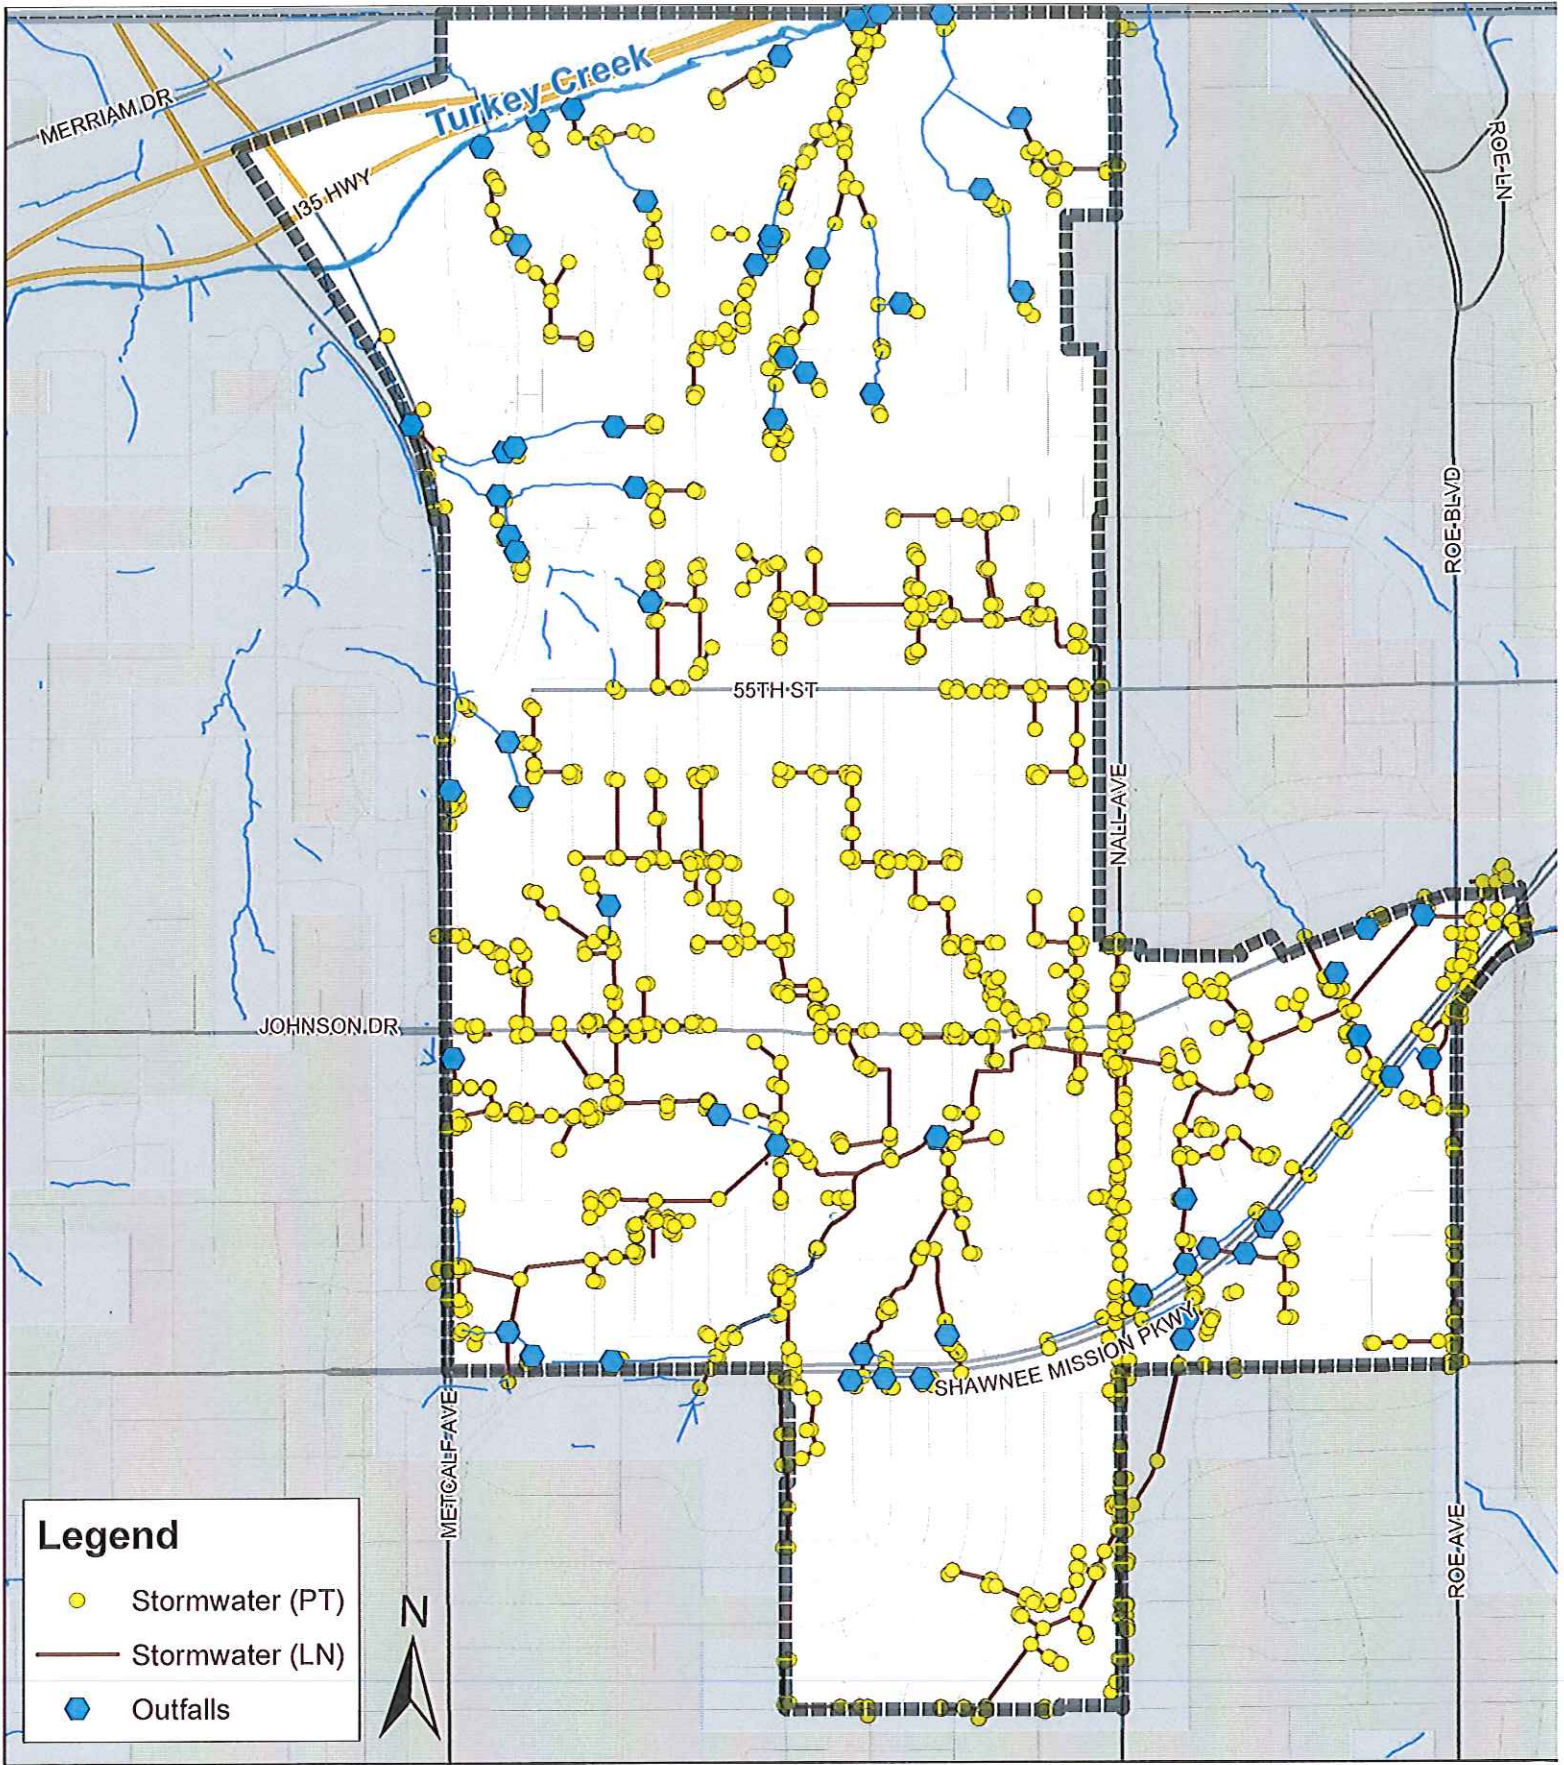 Turkey Creek
MERRIAM DR
I35 HWY
ROE LN
ROE BLVD
55TH ST
NALL AVE
JOHNSON DR
SHAWNEE MISSION PKWY
METCALF AVE
ROE AVE
Legend
Stormwater (PT)
Stormwater (LN)
Outfalls
N